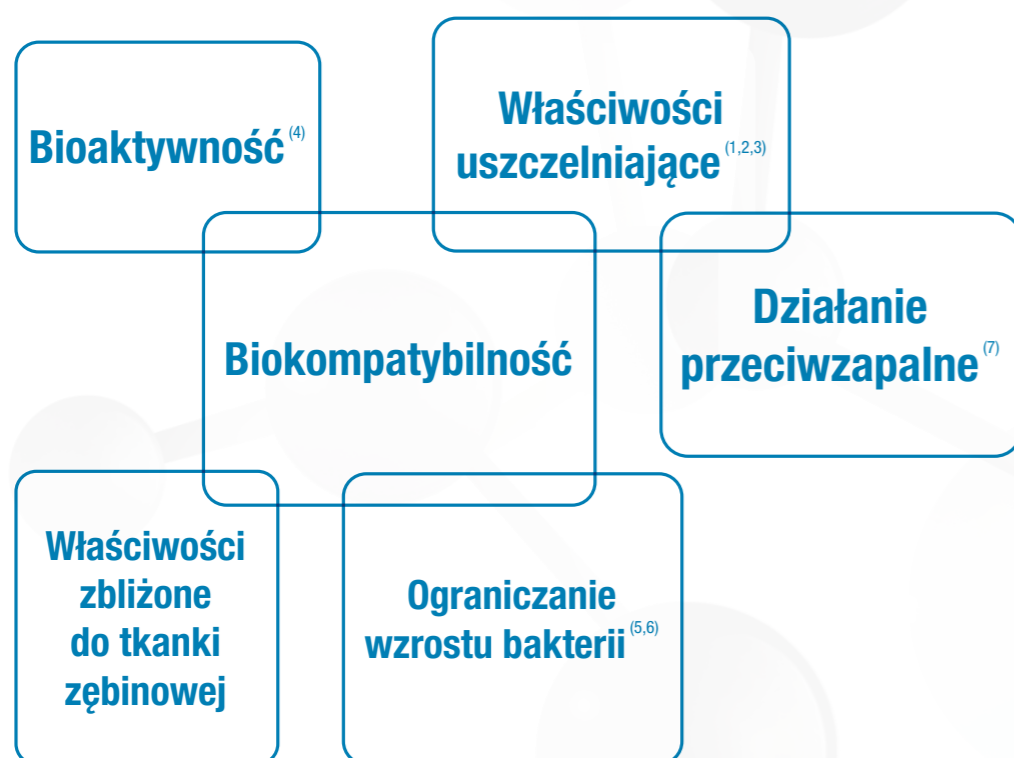 Bioaktywność (4)
Właściwości
uszczelniające (1,2,3)
Biokompatybilność
Działanie
przeciwzapalne (7)
Właściwości
zbliżone
do tkanki
zębinowej
Ograniczanie
wzrostu bakterii (5,6)